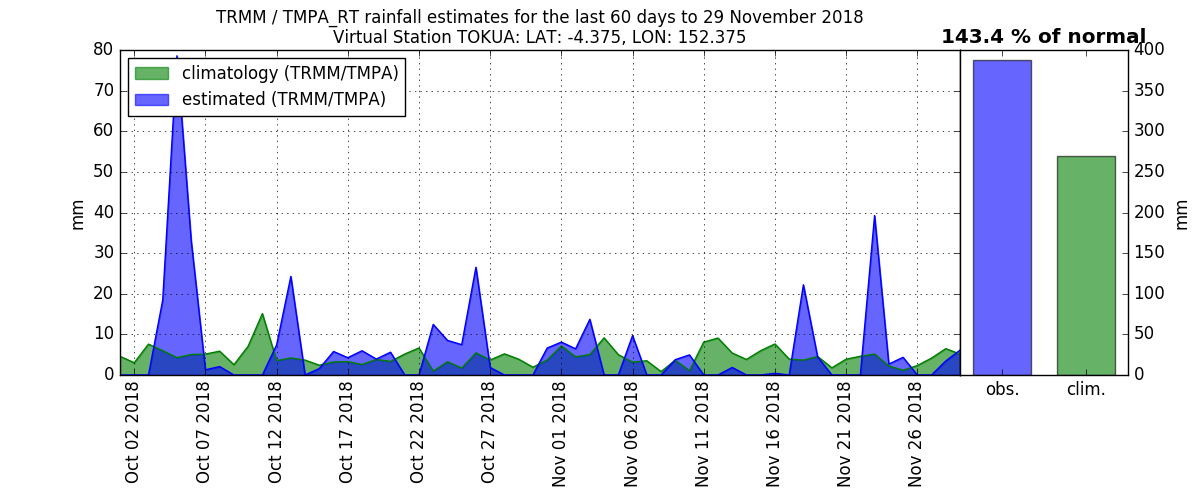 TRMM / TMPA_RT rainfall estimates for the last 60 days to 29 November 2018
Virtual Station TOKUA: LAT: -4.375, LON: 152.375
143.4 % of normal
climatology (TRMM/TMPA)
estimated (TRMM/TMPA)
80
70
60
50
40
30
20
10
0
mm
Oct 02 2018
Oct 07 2018
Oct 12 2018
Oct 17 2018
Oct 22 2018
Oct 27 2018
Nov 01 2018
Nov 06 2018
Nov 11 2018
Nov 16 2018
Nov 21 2018
Nov 26 2018
400
350
300
250
200
150
100
50
0
mm
obs.
clim.